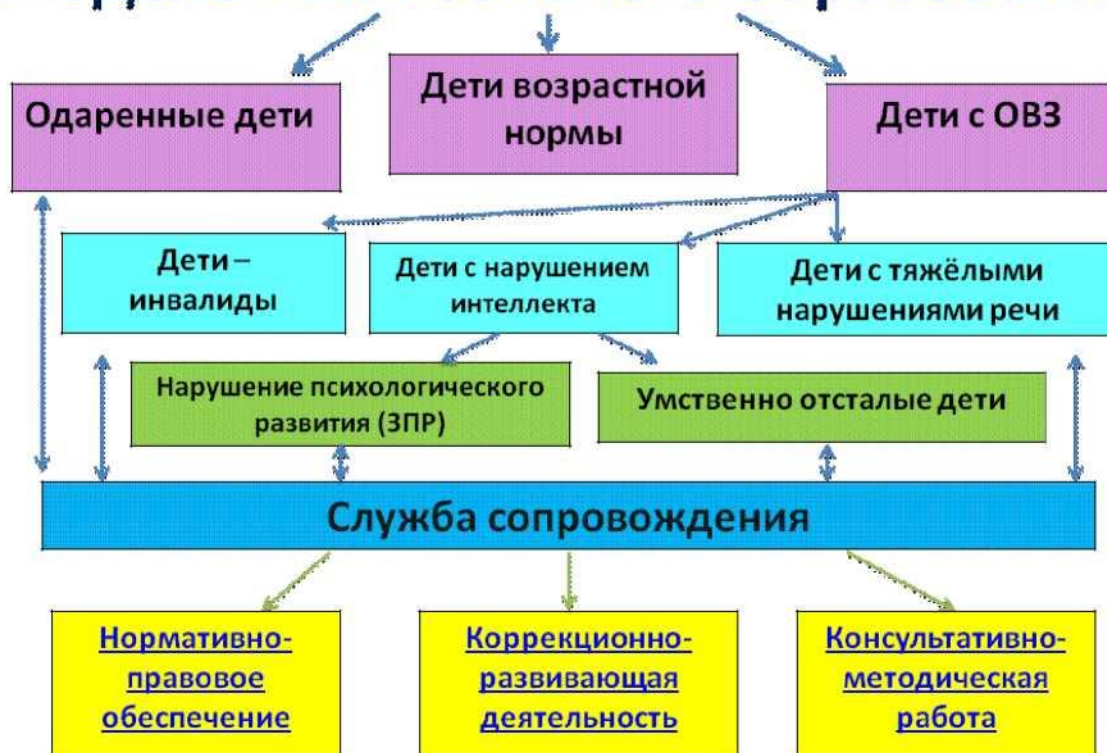 Одаренные дети
Дети возрастной
нормы
Дети с ОВЗ
Дети –
инвалиды
Дети с нарушением
интеллекта
Дети с тяжёлыми
нарушениями речи
Нарушение психологического
развития (ЗПР)
Умственно отсталые дети
Служба сопровождения
Нормативно-
правовое
обеспечение
Коррекционно-
развивающая
деятельность
Консультативно-
методическая
работа